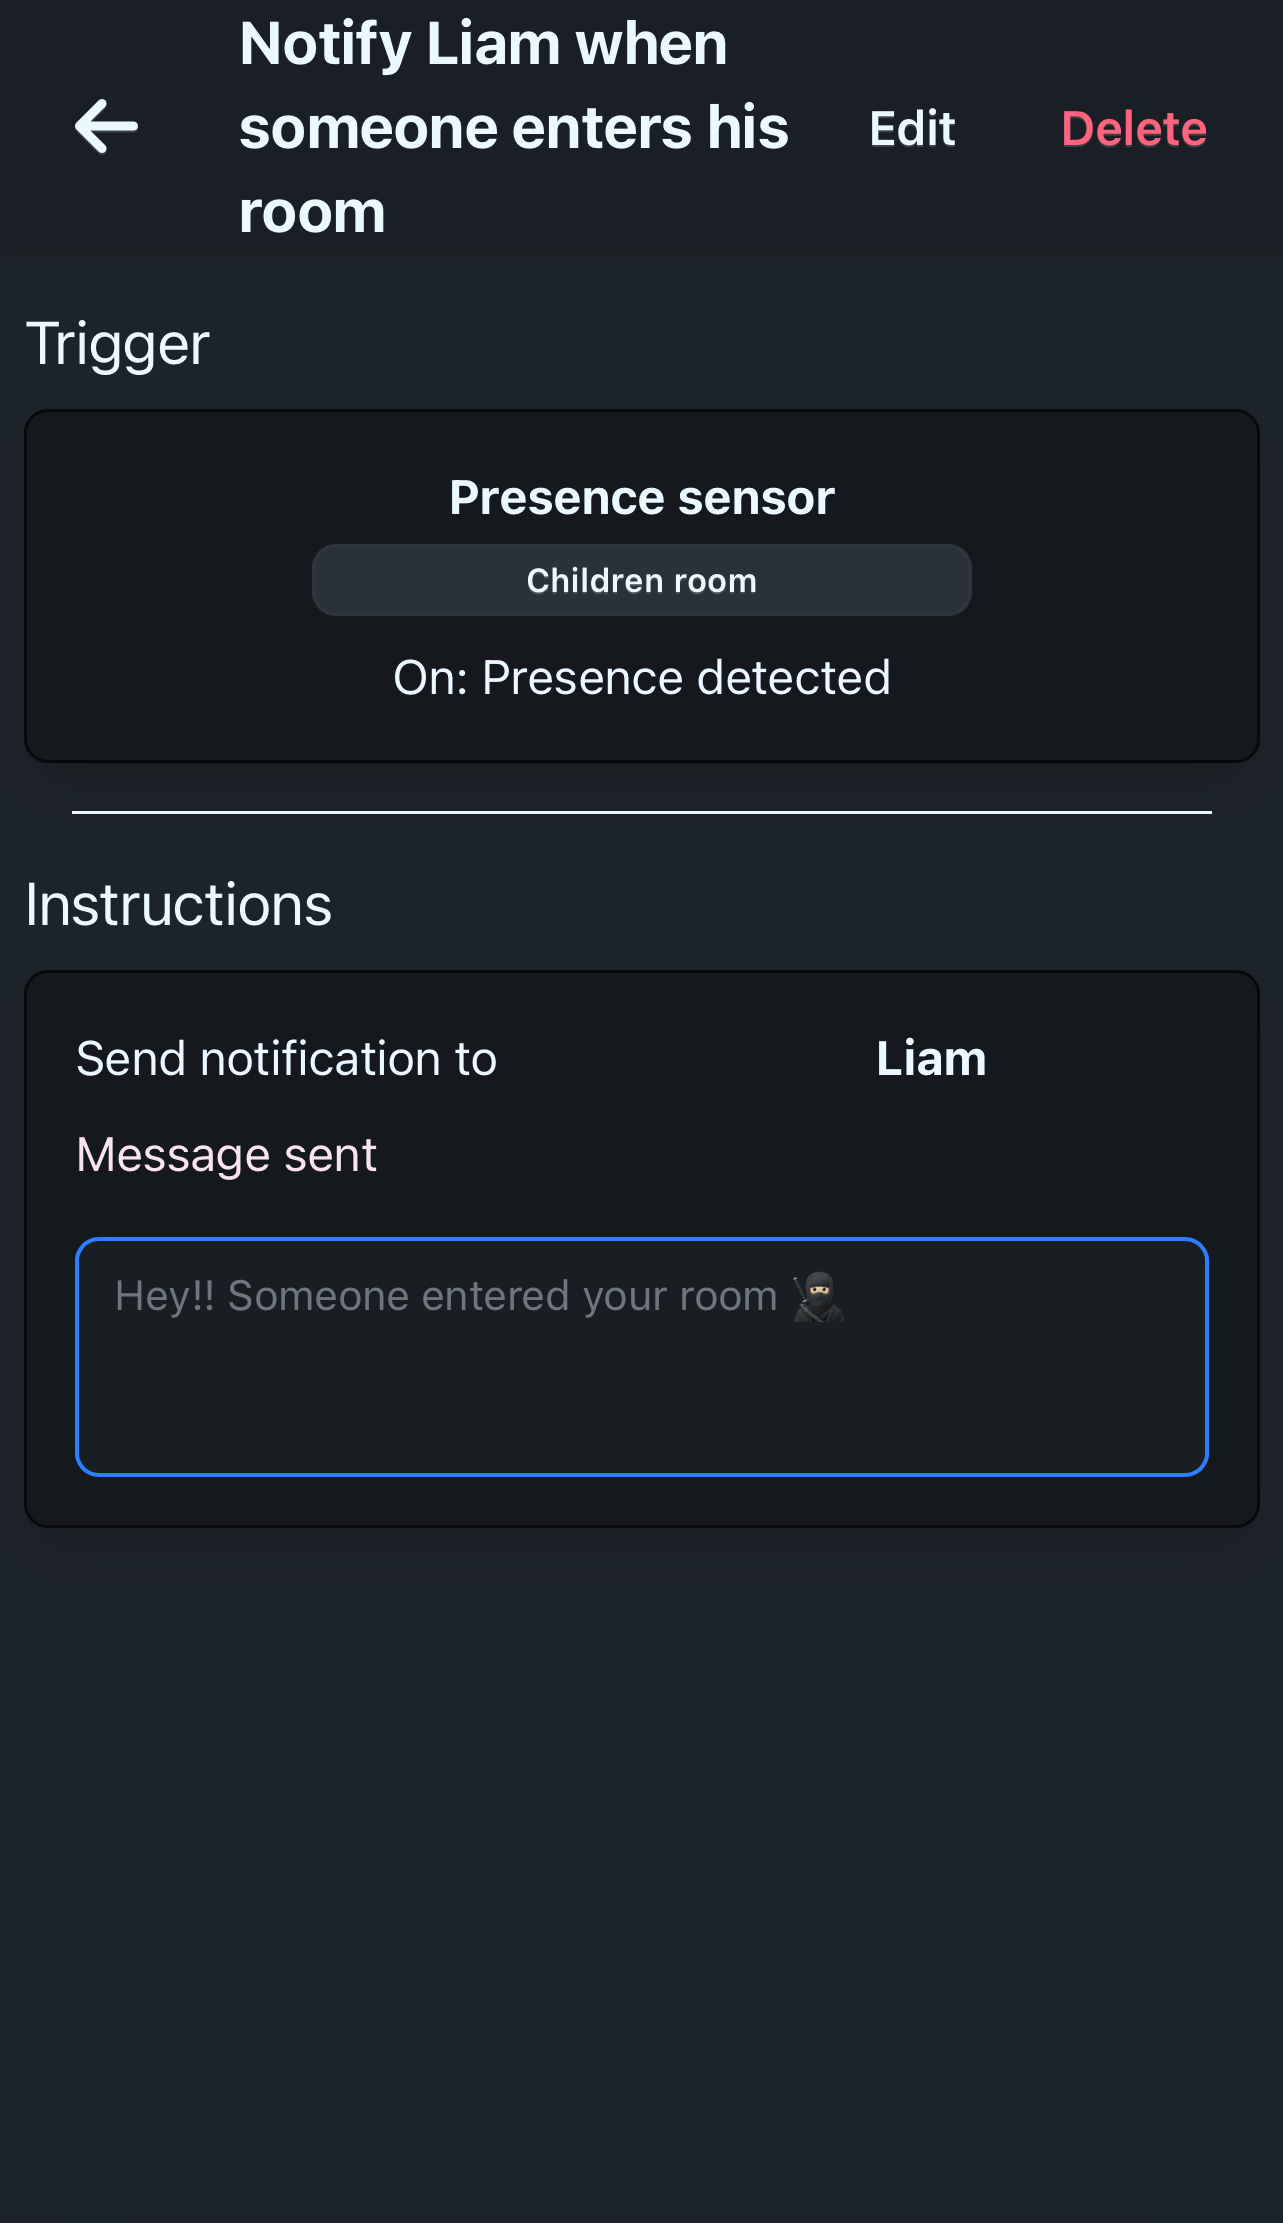 Notify Liam when
someone enters his
room
Edit
Delete
Trigger
Presence sensor
Children room
On: Presence detected
Instructions
Send notification to
Liam
Message sent
Hey!! Someone entered your room 🥷🏻